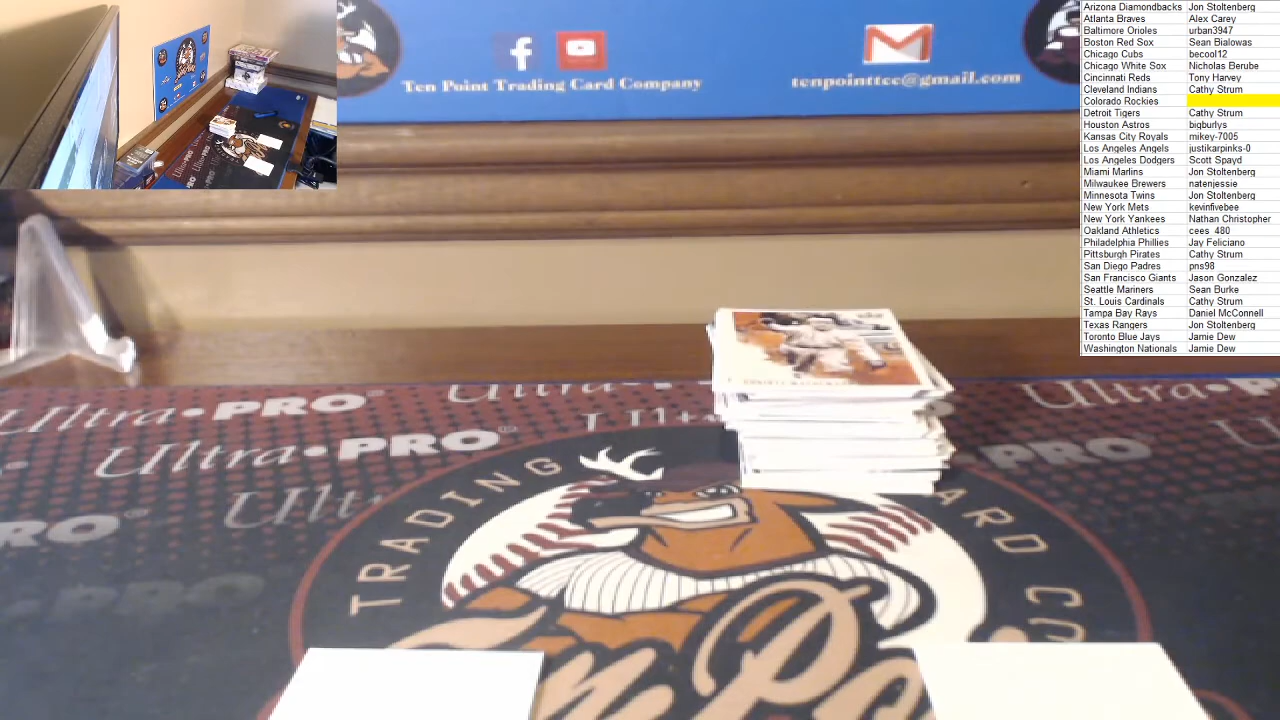 Ten Point Trading Card Company
tenpointtcc@gmail.com
Arizona Diamondbacks Jon Stoltenberg
Atlanta Braves Alex Carey
Baltimore Orioles urban3947
Boston Red Sox Sean Bialowas
Chicago Cubs becool12
Chicago White Sox Nicholas Berube
Cincinnati Reds Tony Harvey
Cleveland Indians Cathy Strum
Colorado Rockies
Detroit Tigers Cathy Strum
Houston Astros bigburlys
Kansas City Royals mikey-7005
Los Angeles Angels justikarpinks-0
Los Angeles Dodgers Scott Spayd
Miami Marlins Jon Stoltenberg
Milwaukee Brewers natenjessie
Minnesota Twins Jon Stoltenberg
New York Mets kevinfivebee
New York Yankees Nathan Christopher
Oakland Athletics cees_480
Philadelphia Phillies Jay Feliciano
Pittsburgh Pirates Cathy Strum
San Diego Padres pns98
San Francisco Giants Jason Gonzalez
Seattle Mariners Sean Burke
St. Louis Cardinals Cathy Strum
Tampa Bay Rays Daniel McConnell
Texas Rangers Jon Stoltenberg
Toronto Blue Jays Jamie Dew
Washington Nationals Jamie Dew
Ultra PRO Ultra Ultra
Ultra PRO PRO
PRO Ult
TRADING ARD CO